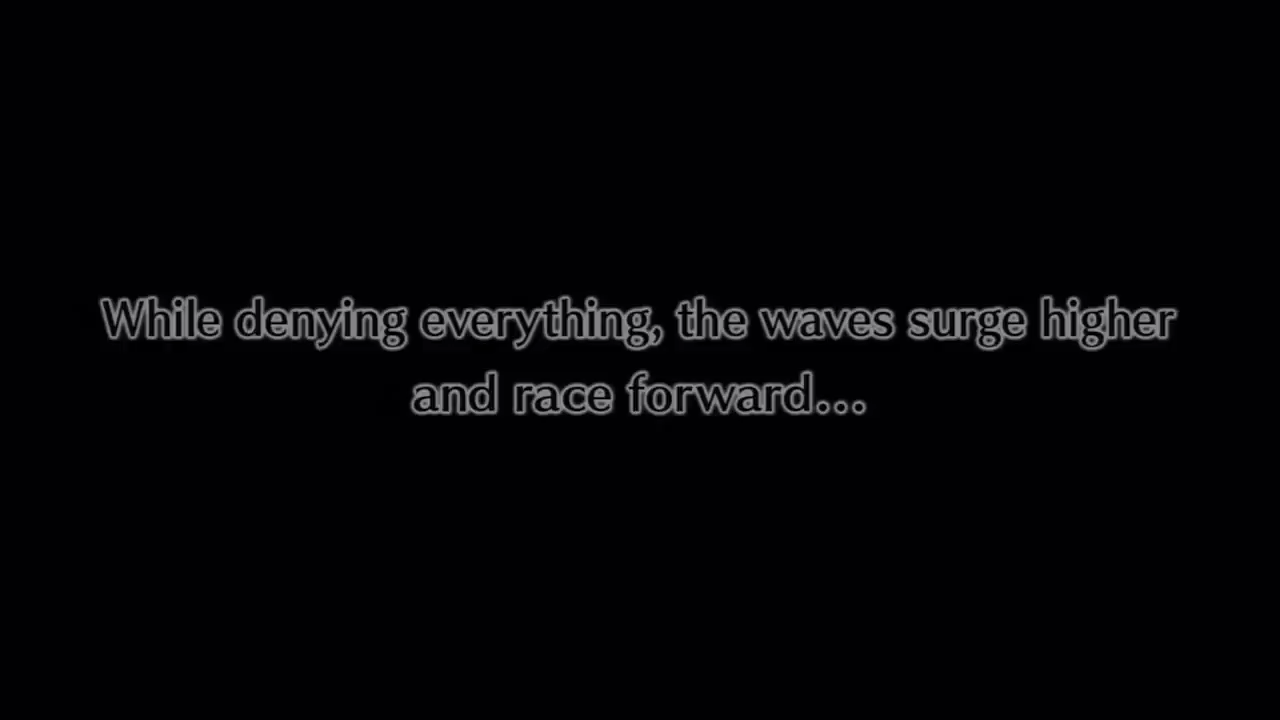 While denying everything, the waves surge higher
and race forward...